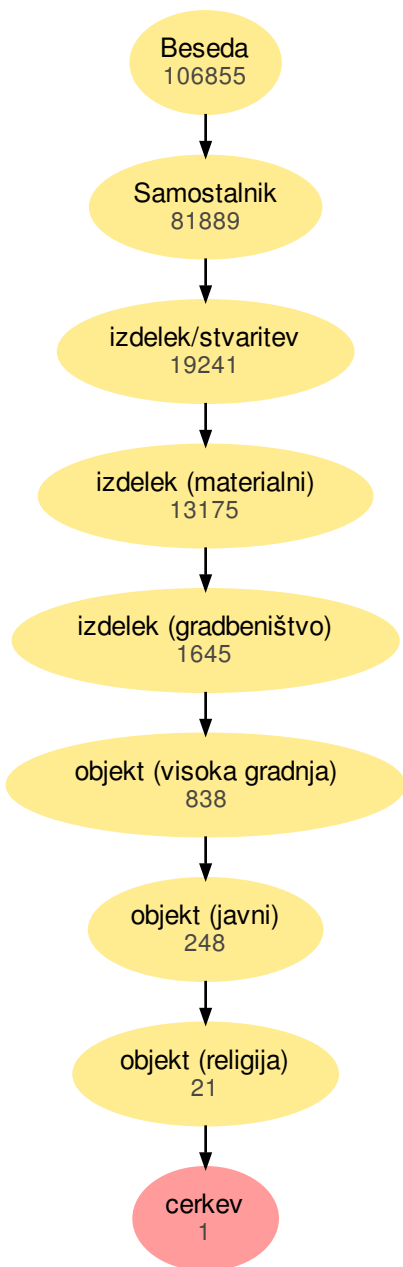 Beseda
106855
Samostalnik
81889
izdelek/stvaritev
19241
izdelek (materialni)
13175
izdelek (gradbeništvo)
1645
objekt (visoka gradnja)
838
objekt (javni)
248
objekt (religija)
21
cerkev
1